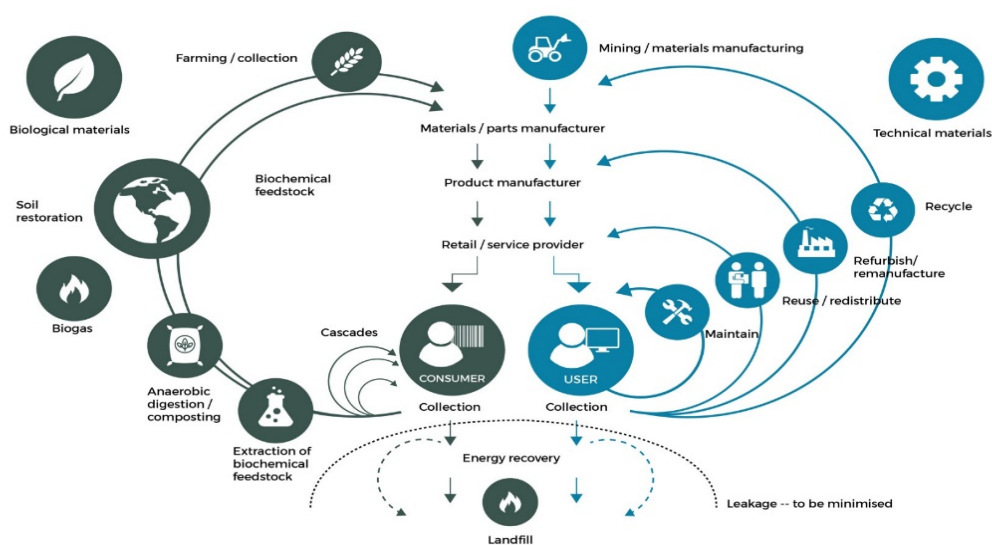 Farming / collection
Mining / materials manufacturing
Biological materials
Technical materials
Materials / parts manufacturer
Biochemical
feedstock
Product manufacturer
Soil
restoration
Recycle
Retail / service provider
Refurbish/
remanufacture
Reuse / redistribute
Biogas
Cascades
Maintain
CONSUMER
USER
Anaerobic
digestion /
composting
Collection
Collection
Extraction of
biochemical
feedstock
Energy recovery
Leakage -- to be minimised
Landfill